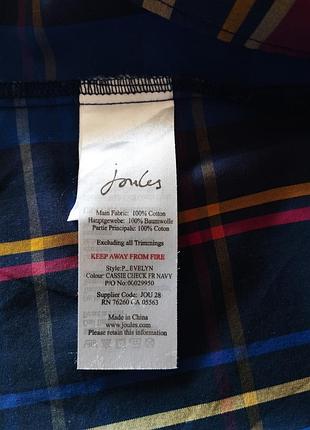 Joules
Main Fabric: 100% Cotton
Hauptgewebe: 100% Baumwolle
Partie Principale: 100% Coton
Excluding all Trimmings
KEEP AWAY FROM FIRE
Style:P_ EVELYN
Colour: CASSIE CHECK FR NAVY
P/O No:00029950
Supplier Code: JOU 28
RN 76260 CA 05563
Made in China
www.joules.com
Please retain this information